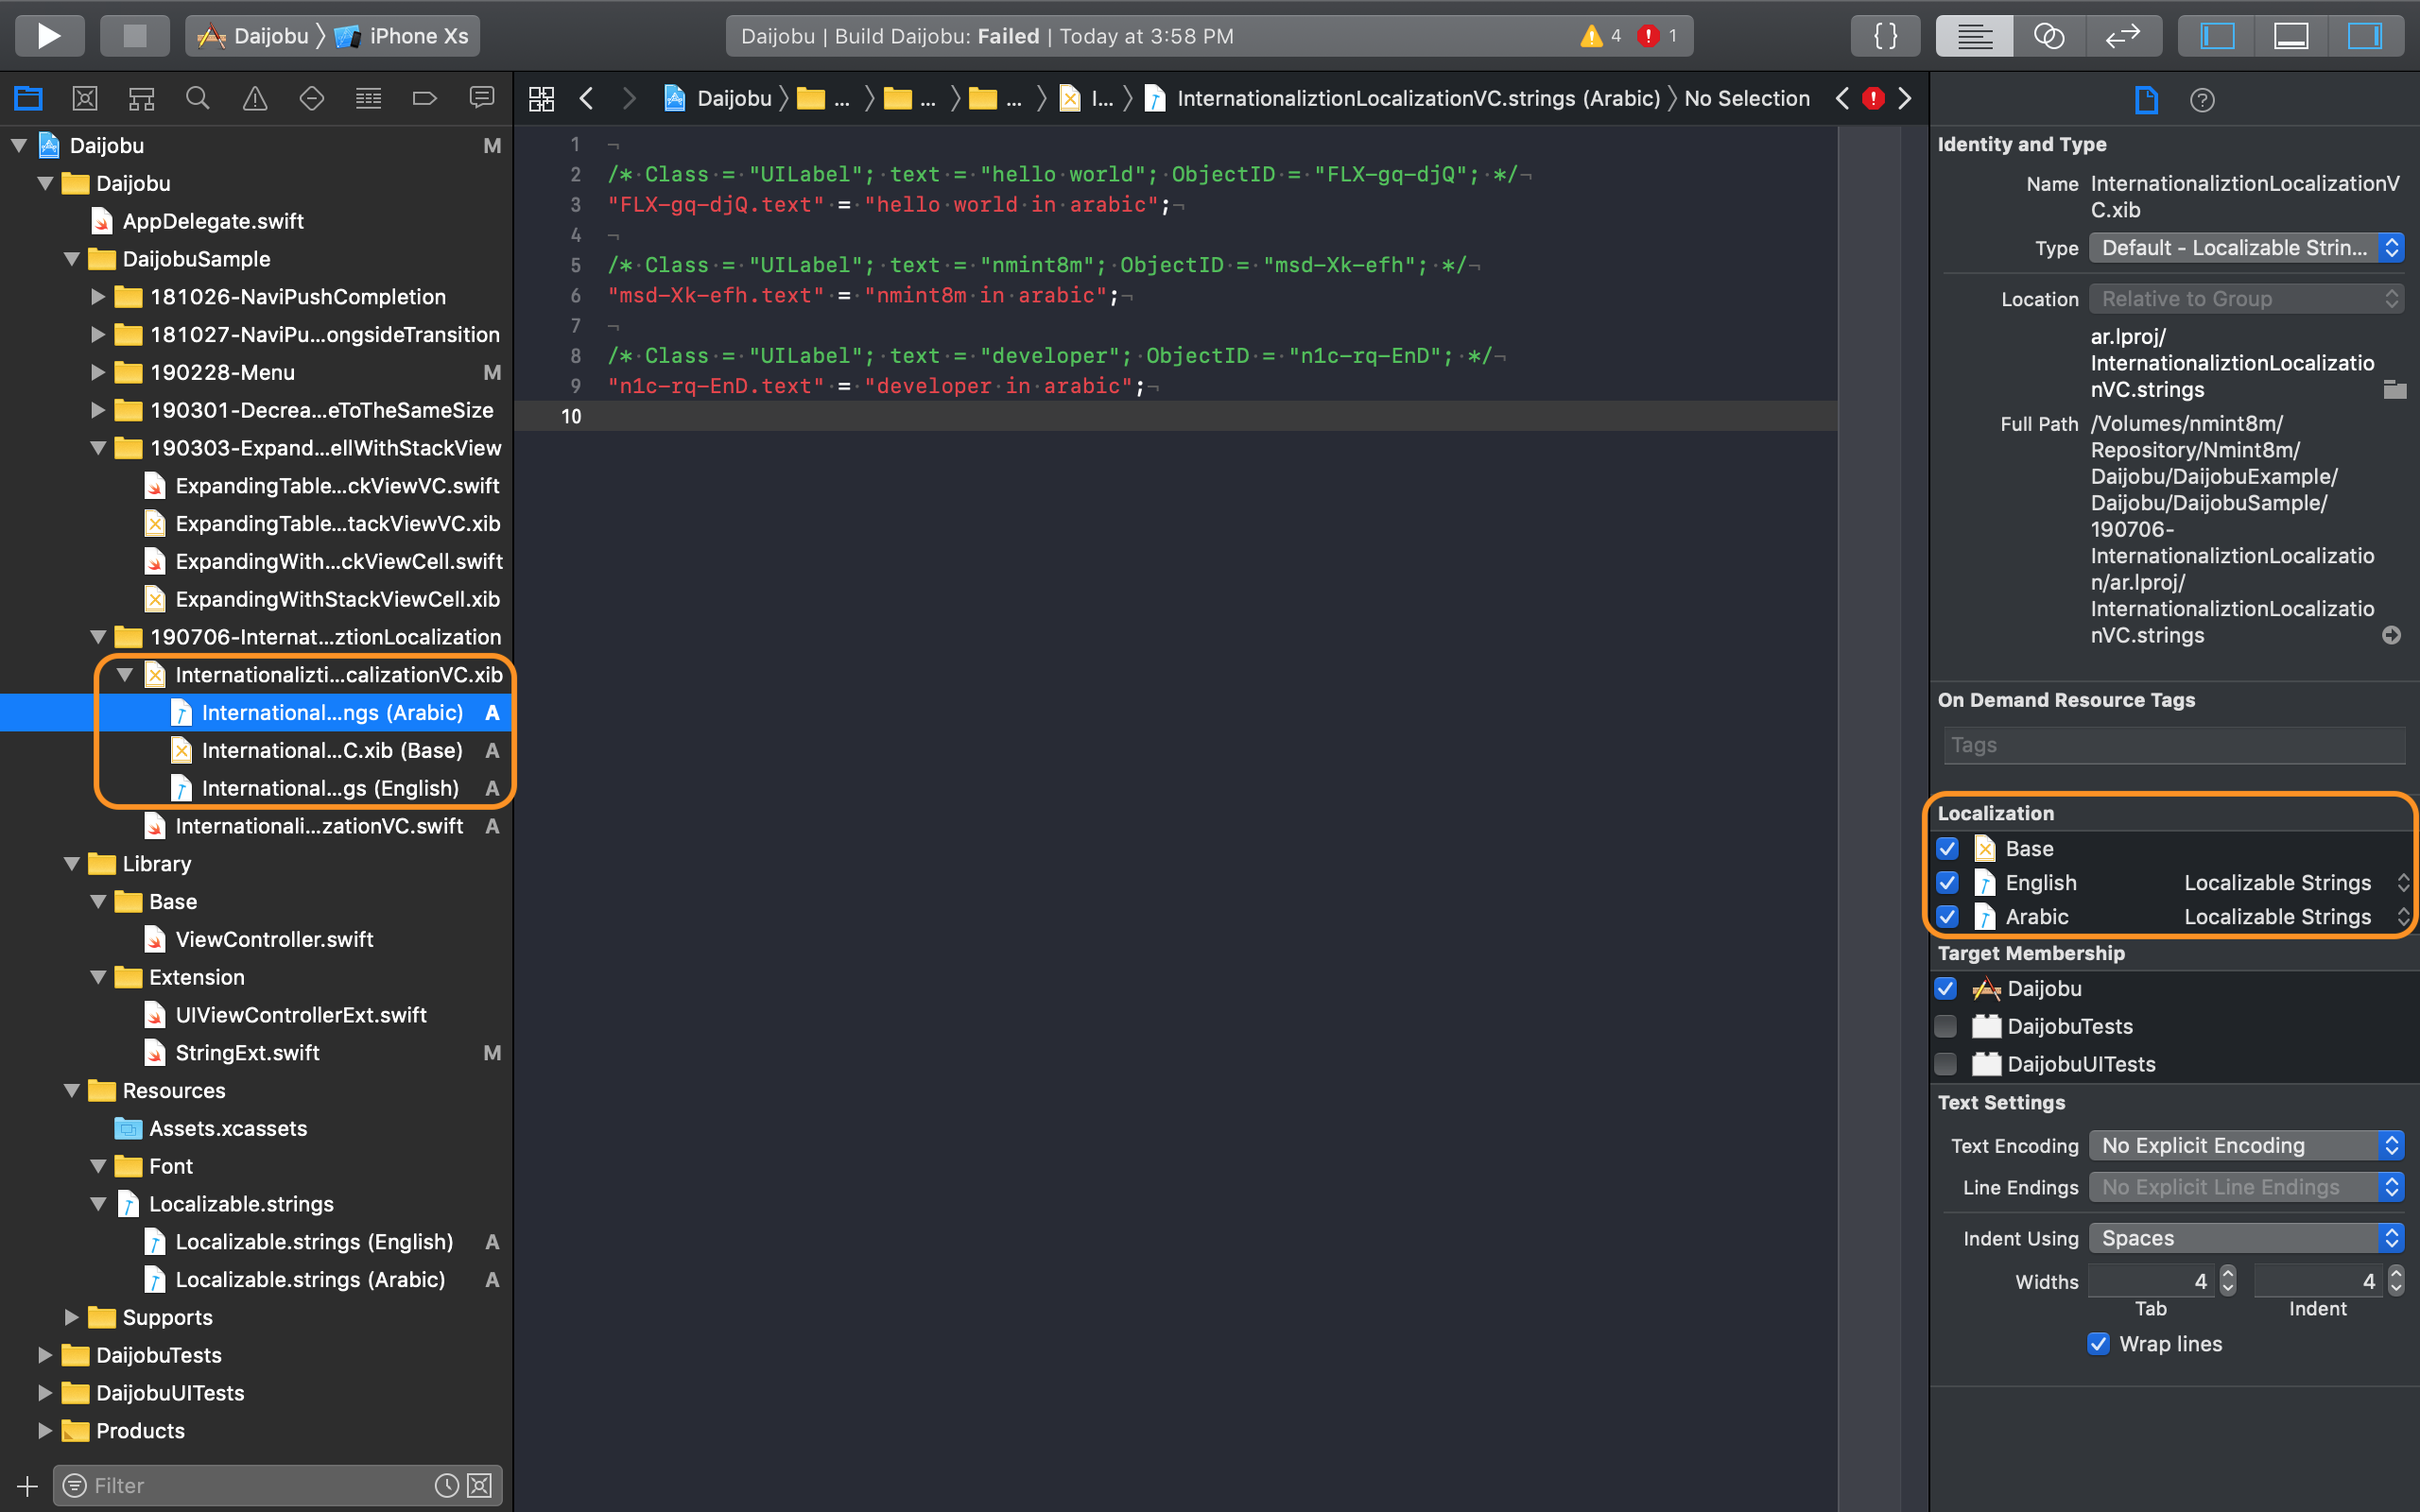 Daijobu 〉 iPhone Xs
Daijobu | Build Daijobu: Failed | Today at 3:58 PM
4
1
{}
Daijobu M
Daijobu
AppDelegate.swift
DaijobuSample
181026-NaviPushCompletion
181027-NaviPu...ongsideTransition
190228-Menu M
190301-Decrea...eToTheSameSize
190303-Expand...ellWithStackView
ExpandingTable...ckViewVC.swift
ExpandingTable...tackViewVC.xib
ExpandingWith...ckViewCell.swift
ExpandingWithStackViewCell.xib
190706-Internat...ztionLocalization
Internationalizti...calizationVC.xib
International...ngs (Arabic) A
International...C.xib (Base) A
International...gs (English) A
Internationali...zationVC.swift A
Library
Base
ViewController.swift
Extension
UIViewControllerExt.swift
StringExt.swift M
Resources
Assets.xcassets
Font
Localizable.strings
Localizable.strings (English) A
Localizable.strings (Arabic) A
Supports
DaijobuTests
DaijobuUITests
Products
Filter
Daijobu 〉 ... 〉 ... 〉 ... 〉 I... 〉 InternationaliztionLocalizationVC.strings (Arabic) 〉 No Selection
1 ¬
2 /* Class = "UILabel"; text = "hello world"; ObjectID = "FLX-gq-djQ"; */¬
3 "FLX-gq-djQ.text" = "hello world in arabic";¬
4 ¬
5 /* Class = "UILabel"; text = "nmint8m"; ObjectID = "msd-Xk-efh"; */¬
6 "msd-Xk-efh.text" = "nmint8m in arabic";¬
7 ¬
8 /* Class = "UILabel"; text = "developer"; ObjectID = "n1c-rq-EnD"; */¬
9 "n1c-rq-EnD.text" = "developer in arabic";¬
10
Identity and Type
Name InternationaliztionLocalizationV
C.xib
Type Default - Localizable Strin...
Location Relative to Group
ar.lproj/
InternationaliztionLocalizatio
nVC.strings
Full Path /Volumes/nmint8m/
Repository/Nmint8m/
Daijobu/DaijobuExample/
Daijobu/DaijobuSample/
190706-
InternationaliztionLocalizatio
n/ar.lproj/
InternationaliztionLocalizatio
nVC.strings
On Demand Resource Tags
Tags
Localization
Base
English Localizable Strings
Arabic Localizable Strings
Target Membership
Daijobu
DaijobuTests
DaijobuUITests
Text Settings
Text Encoding No Explicit Encoding
Line Endings No Explicit Line Endings
Indent Using Spaces
Widths 4 4
Tab Indent
Wrap lines